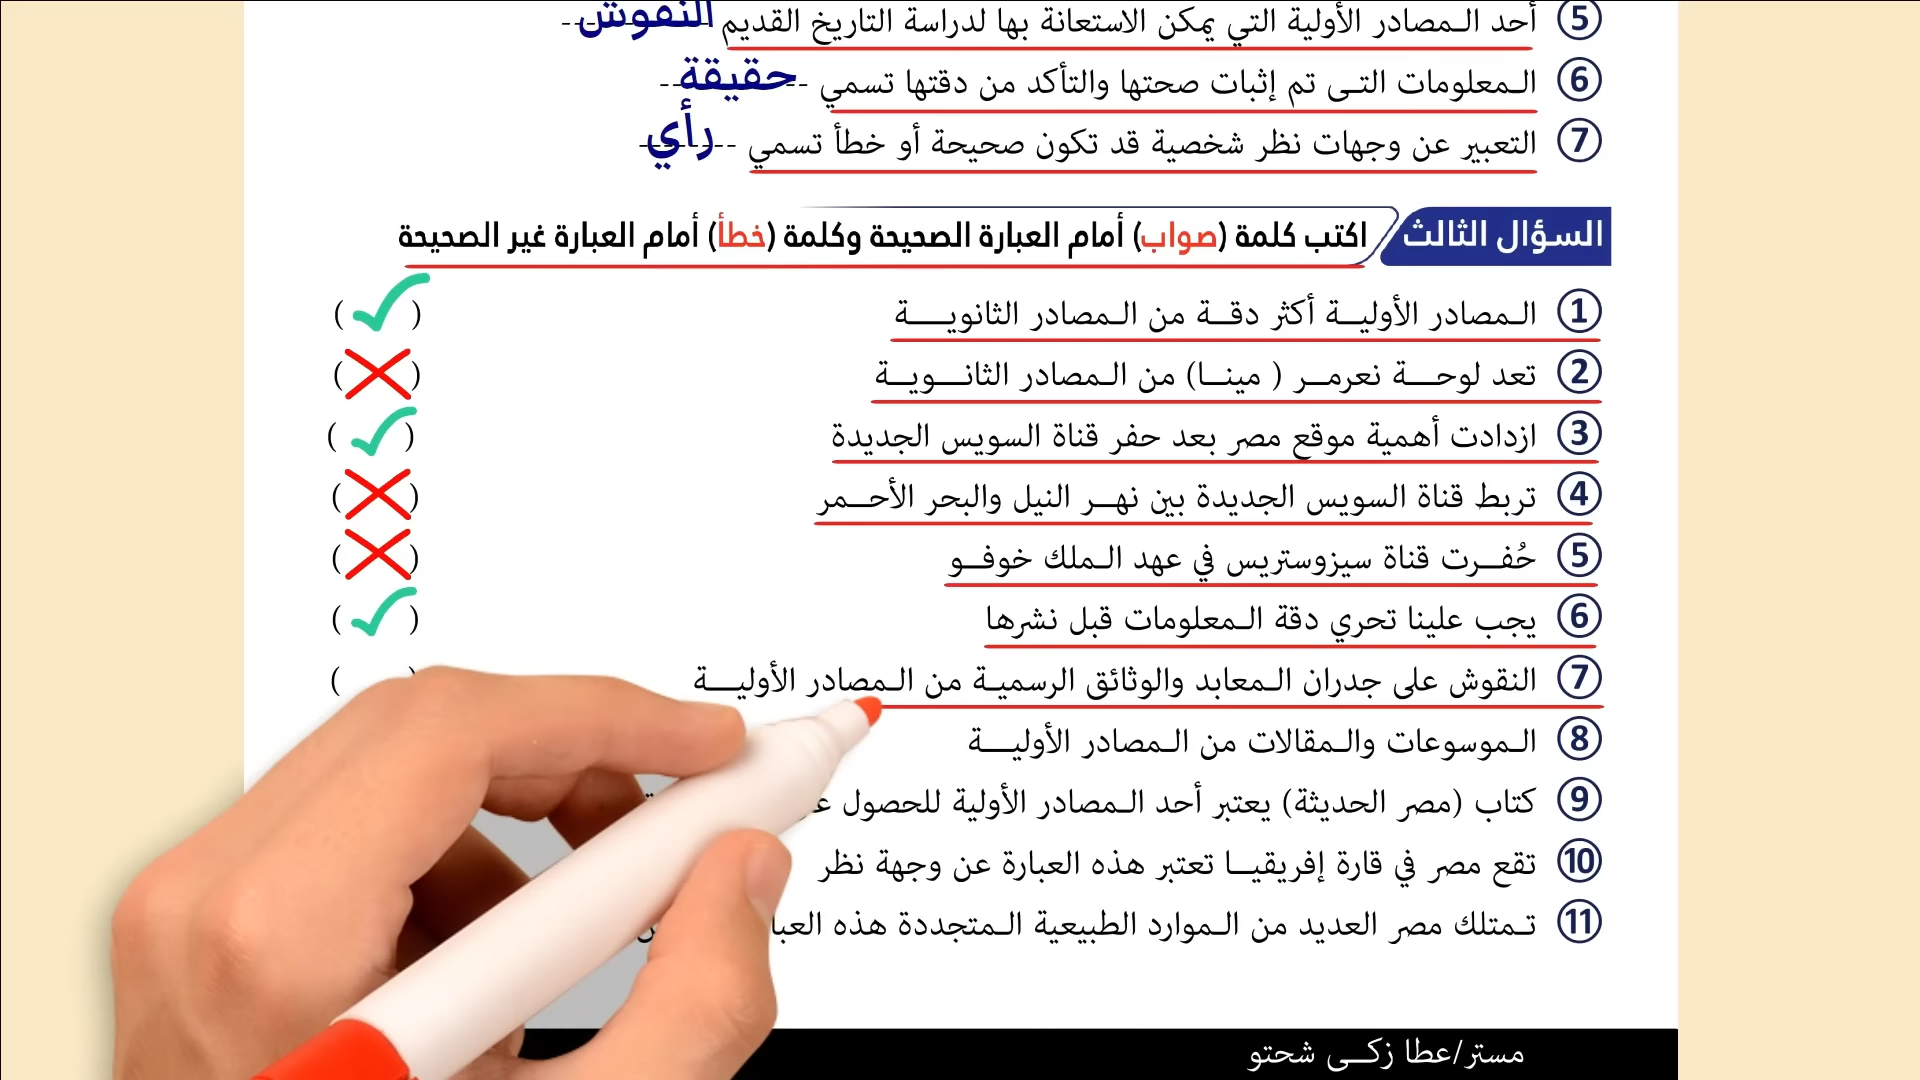 5 أحد المصادر الأولية التي يمكن الاستعانة بها لدراسة التاريخ القديم النقوش
6 المعلومات التى تم إثبات صحتها والتأكد من دقتها تسمي حقيقة
7 التعبير عن وجهات نظر شخصية قد تكون صحيحة أو خطأ تسمي رأي
السؤال الثالث اكتب كلمة (صواب) أمام العبارة الصحيحة وكلمة (خطأ) أمام العبارة غير الصحيحة
1 المصادر الأولية أكثر دقة من المصادر الثانوية (✓)
2 تعد لوحة نعرمر ( مينا) من المصادر الثانوية (✗)
3 ازدادت أهمية موقع مصر بعد حفر قناة السويس الجديدة (✓)
4 تربط قناة السويس الجديدة بين نهر النيل والبحر الأحمر (✗)
5 حُفرت قناة سيزوستريس في عهد الملك خوفو (✗)
6 يجب علينا تحري دقة المعلومات قبل نشرها (✓)
7 النقوش على جدران المعابد والوثائق الرسمية من المصادر الأولية ( )
8 الموسوعات والمقالات من المصادر الأولية
9 كتاب (مصر الحديثة) يعتبر أحد المصادر الأولية للحصول
10 تقع مصر في قارة إفريقيا تعتبر هذه العبارة عن وجهة نظر
11 تمتلك مصر العديد من الموارد الطبيعية المتجددة هذه
مستر/عطا زكى شحتو